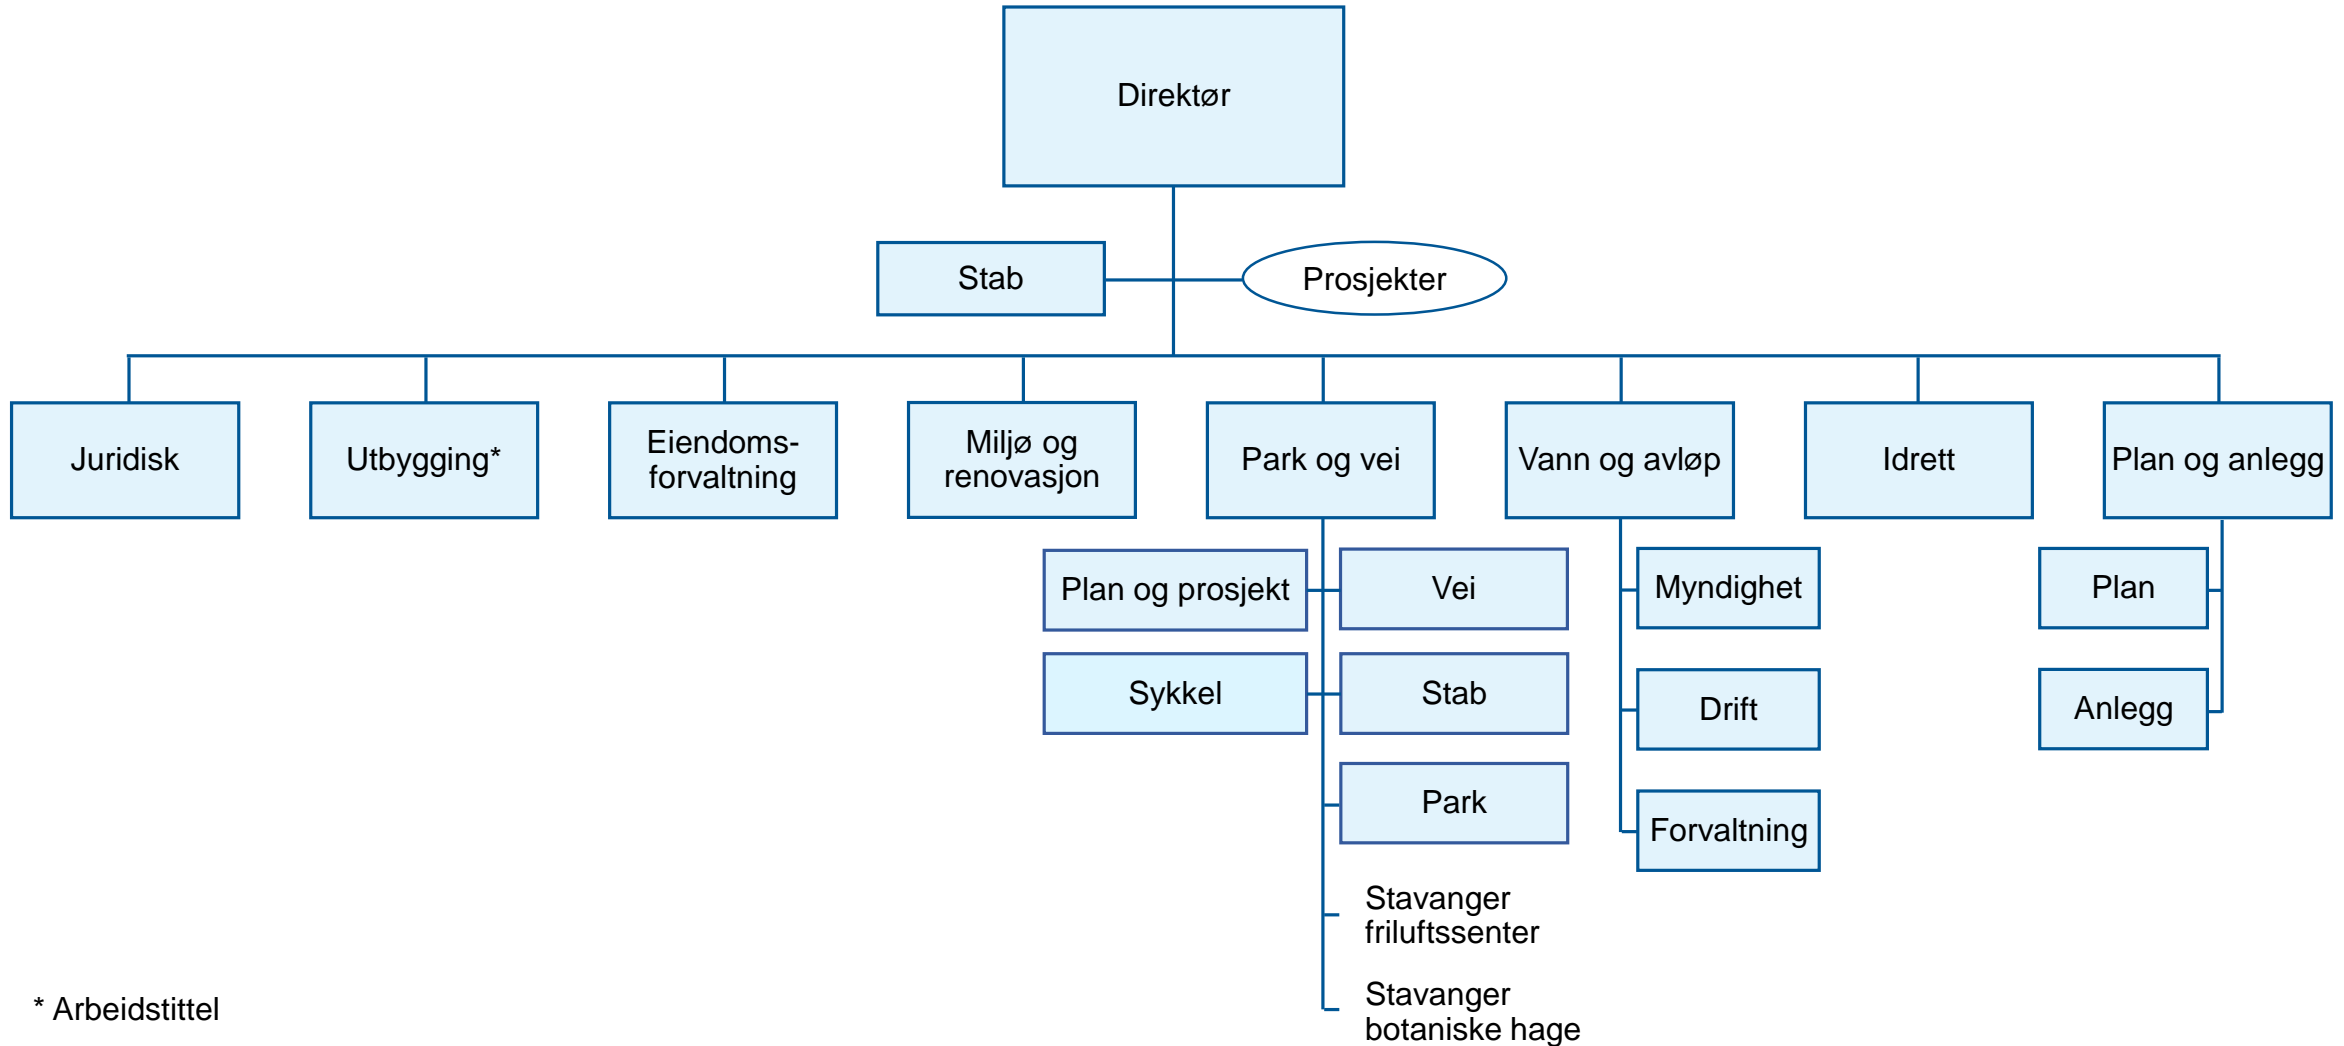 Direktør
Stab
Prosjekter
Juridisk
Utbygging*
Eiendoms-
forvaltning
Miljø og
renovasjon
Park og vei
Vann og avløp
Idrett
Plan og anlegg
Plan og prosjekt
Vei
Sykkel
Stab
Park
Stavanger
friluftssenter
Stavanger
botaniske hage
Myndighet
Drift
Forvaltning
Plan
Anlegg
* Arbeidstittel